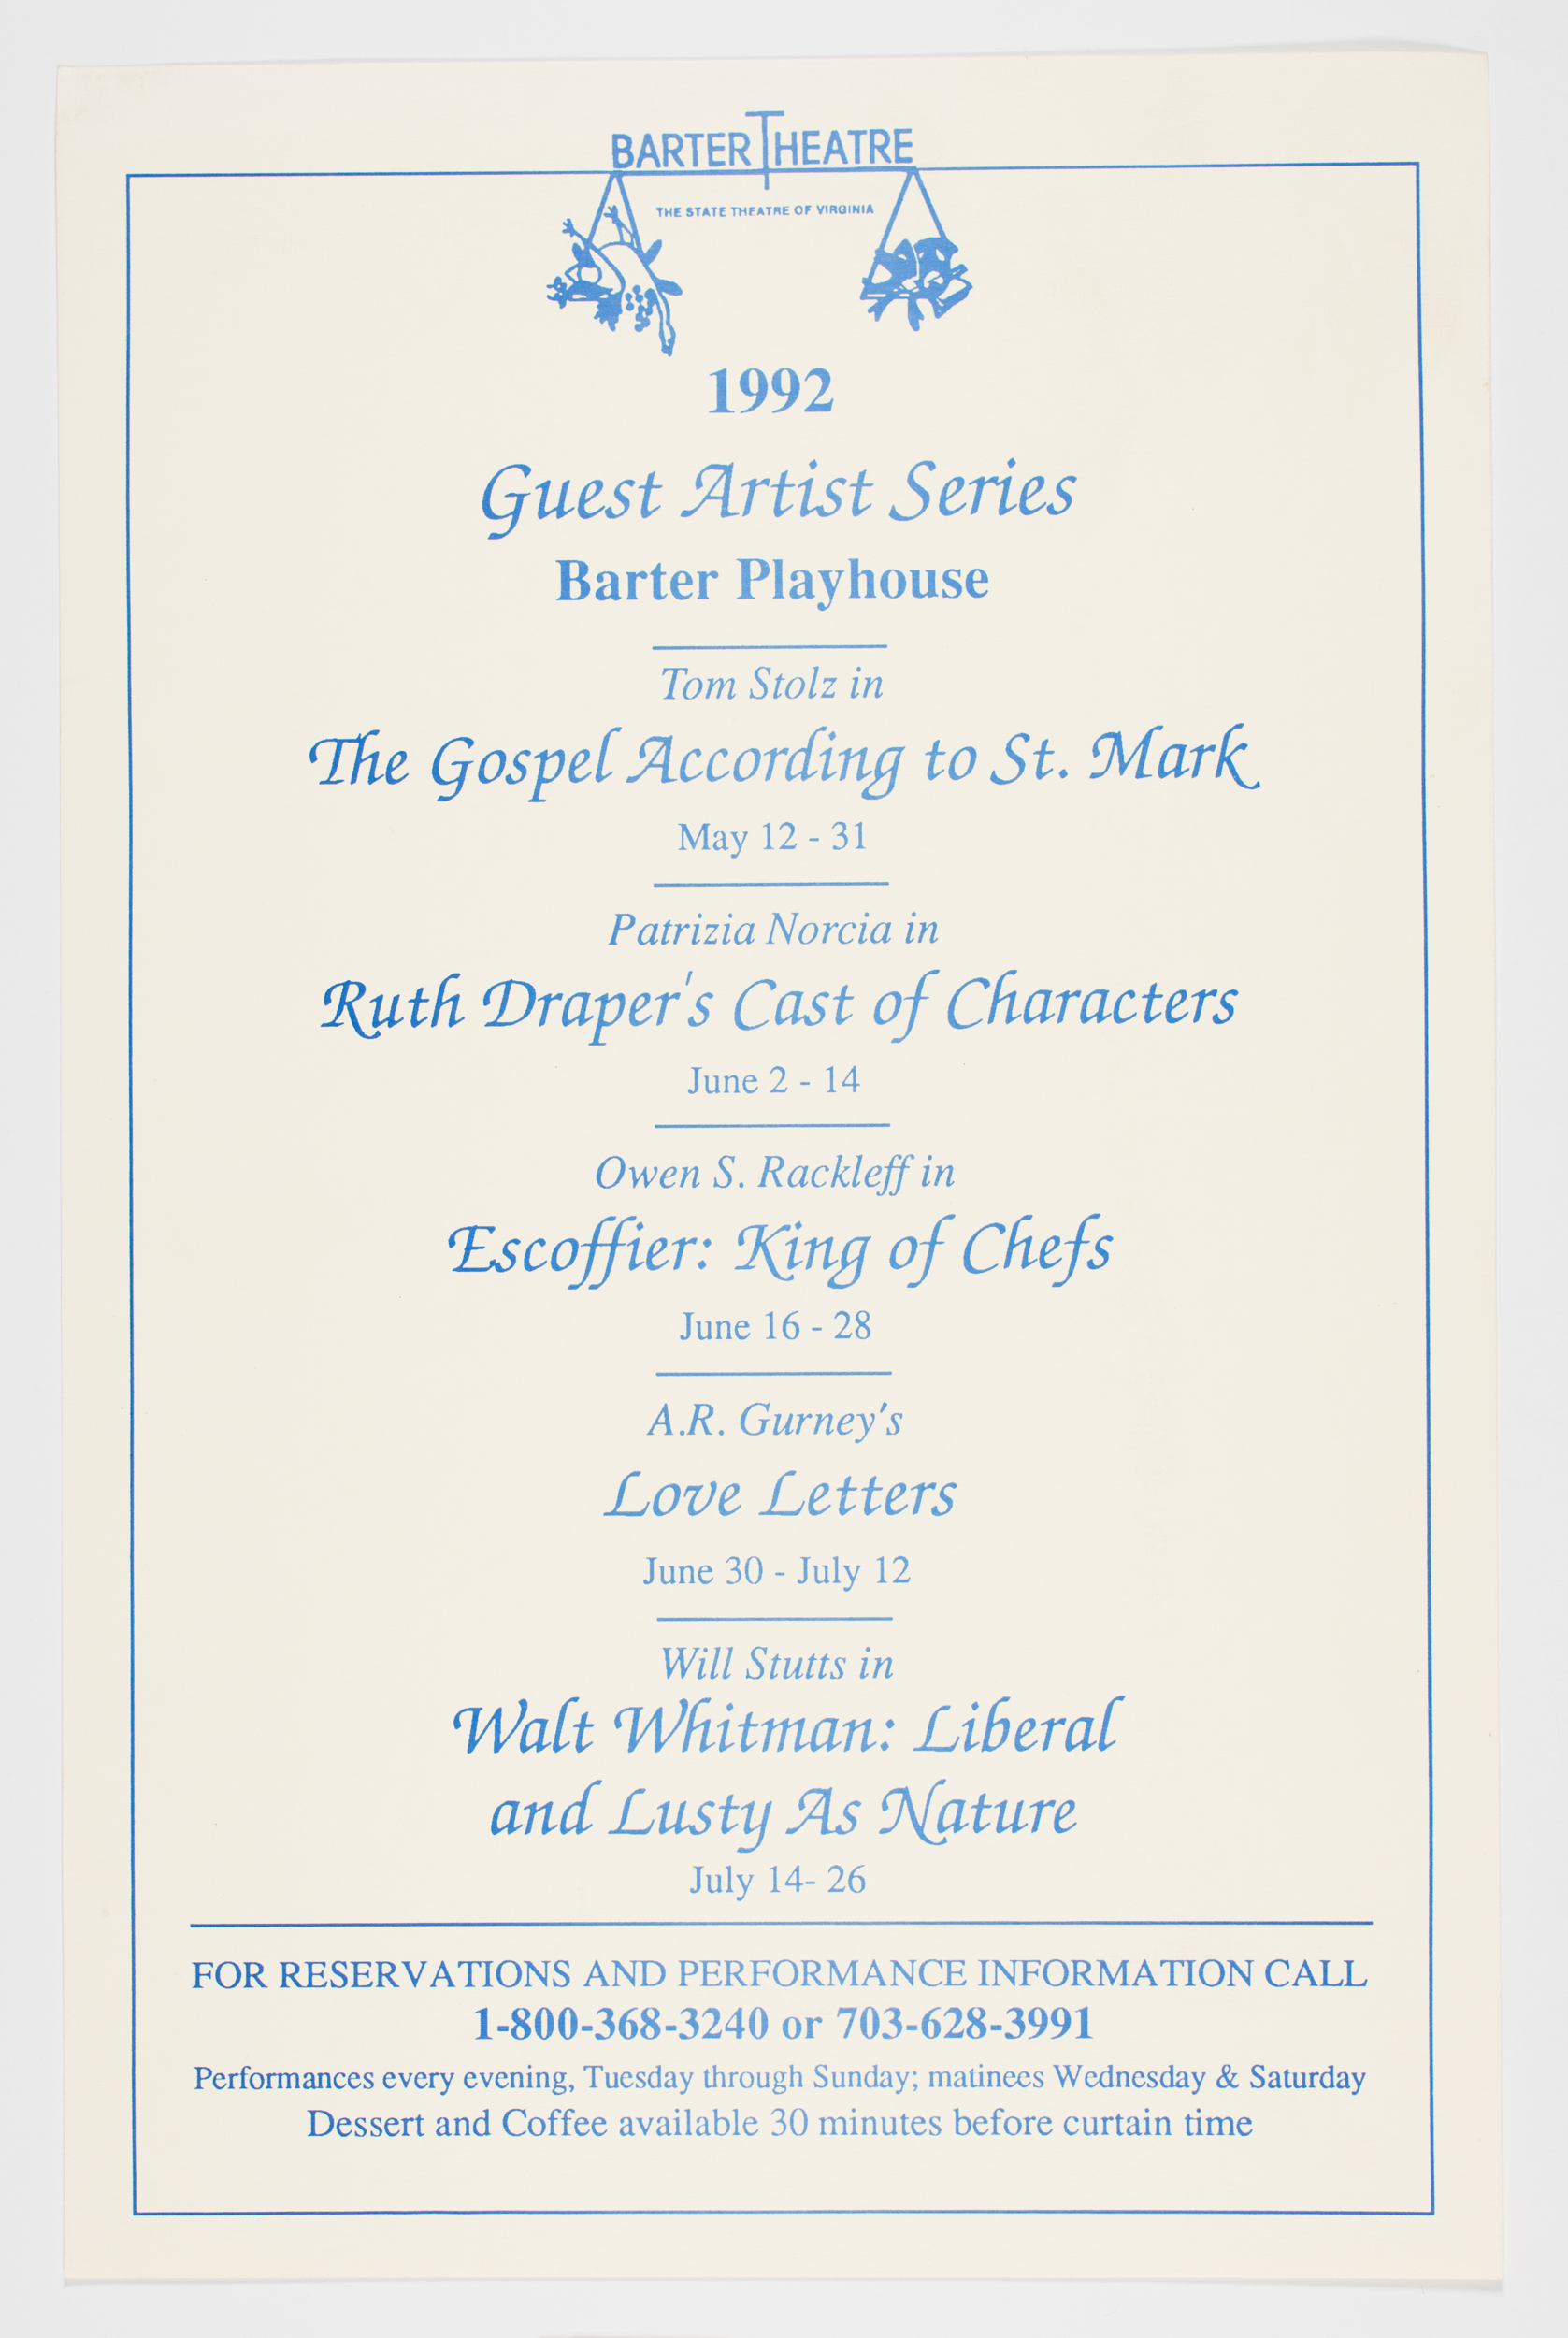 BARTER THEATRE
THE STATE THEATRE OF VIRGINIA
1992
Guest Artist Series
Barter Playhouse
Tom Stolz in
The Gospel According to St. Mark
May 12 - 31
Patrizia Norcia in
Ruth Draper's Cast of Characters
June 2 - 14
Owen S. Rackleff in
Escoffier: King of Chefs
June 16 - 28
A.R. Gurney's
Love Letters
June 30 - July 12
Will Stutts in
Walt Whitman: Liberal
and Lusty As Nature
July 14- 26
FOR RESERVATIONS AND PERFORMANCE INFORMATION CALL
1-800-368-3240 or 703-628-3991
Performances every evening, Tuesday through Sunday; matinees Wednesday & Saturday
Dessert and Coffee available 30 minutes before curtain time